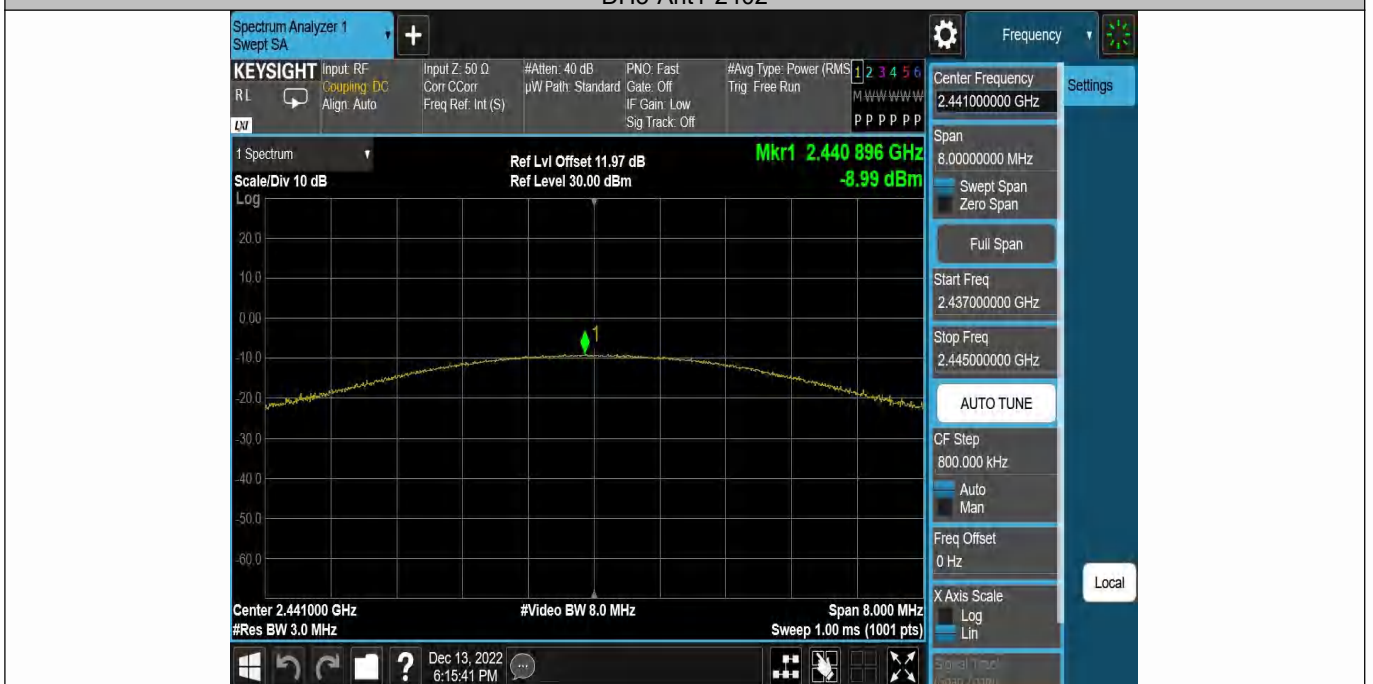 Spectrum Analyzer 1
Swept SA
Frequency
KEYSIGHT
RL
LXI
Input: RF
Coupling: DC
Align: Auto
Input Z: 50 Ω
Corr CCorr
Freq Ref: Int (S)
#Atten: 40 dB
µW Path: Standard
PNO: Fast
Gate: Off
IF Gain: Low
Sig Track: Off
#Avg Type: Power (RMS
Trig: Free Run
1 2 3 4 5 6
M W W W W W
P P P P P P
Center Frequency
2.441000000 GHz
Settings
1 Spectrum
Scale/Div 10 dB
Log
Ref Lvl Offset 11.97 dB
Ref Level 30.00 dBm
Mkr1 2.440 896 GHz
-8.99 dBm
Span
8.00000000 MHz
Swept Span
Zero Span
Full Span
Start Freq
2.437000000 GHz
Stop Freq
2.445000000 GHz
AUTO TUNE
CF Step
800.000 kHz
Auto
Man
Freq Offset
0 Hz
X Axis Scale
Log
Lin
Local
20.0
10.0
0.00
-10.0
-20.0
-30.0
-40.0
-50.0
-60.0
1
Center 2.441000 GHz
#Res BW 3.0 MHz
#Video BW 8.0 MHz
Span 8.000 MHz
Sweep 1.00 ms (1001 pts)
?
Dec 13, 2022
6:15:41 PM